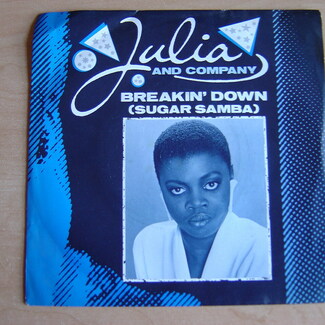 Julia
AND COMPANY
BREAKIN' DOWN
(SUGAR SAMBA)